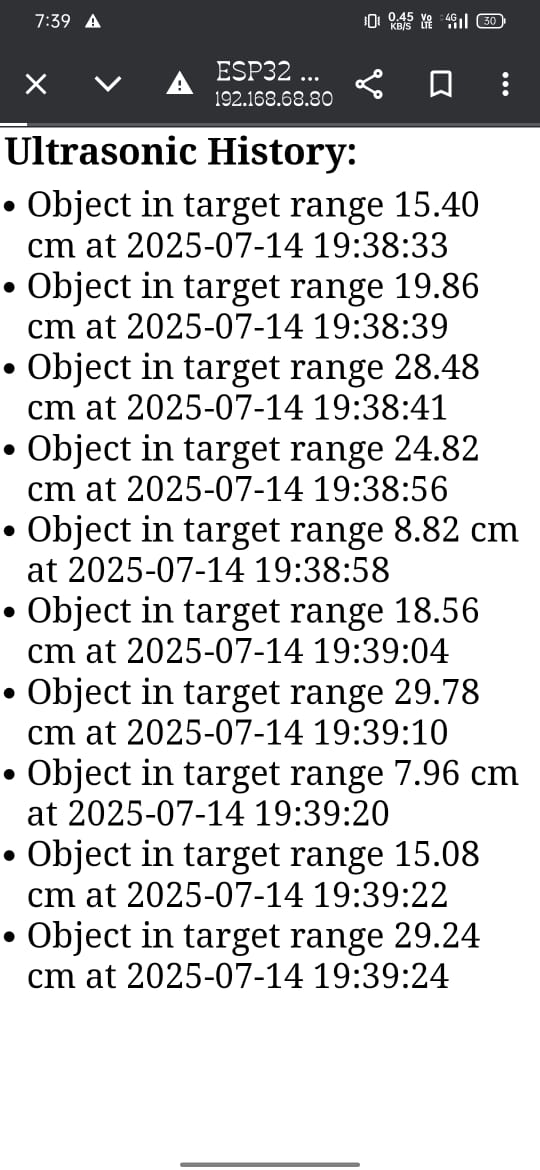 7:39
0.45 KB/S Vo LTE 4G 30
ESP32 ...
192.168.68.80
Ultrasonic History:
• Object in target range 15.40
cm at 2025-07-14 19:38:33
• Object in target range 19.86
cm at 2025-07-14 19:38:39
• Object in target range 28.48
cm at 2025-07-14 19:38:41
• Object in target range 24.82
cm at 2025-07-14 19:38:56
• Object in target range 8.82 cm
at 2025-07-14 19:38:58
• Object in target range 18.56
cm at 2025-07-14 19:39:04
• Object in target range 29.78
cm at 2025-07-14 19:39:10
• Object in target range 7.96 cm
at 2025-07-14 19:39:20
• Object in target range 15.08
cm at 2025-07-14 19:39:22
• Object in target range 29.24
cm at 2025-07-14 19:39:24